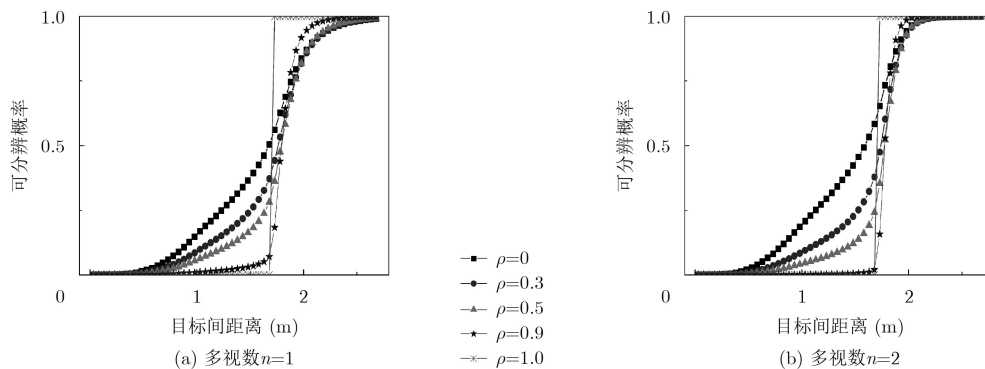 1.0
可分辨概率
0.5
0
1
2
目标间距离 (m)
(a) 多视数n=1
ρ=0
ρ=0.3
ρ=0.5
ρ=0.9
ρ=1.0
1.0
可分辨概率
0.5
0
1
2
目标间距离 (m)
(b) 多视数n=2